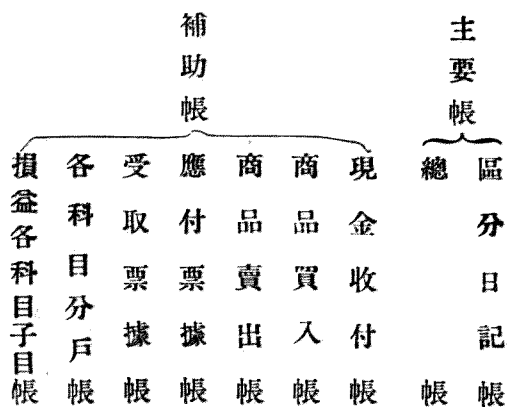 主要帳
區分日記帳
總帳
補助帳
現金收付帳
商品買入帳
商品賣出帳
應付票據帳
受取票據帳
各科目分戶帳
損益各科目子目帳